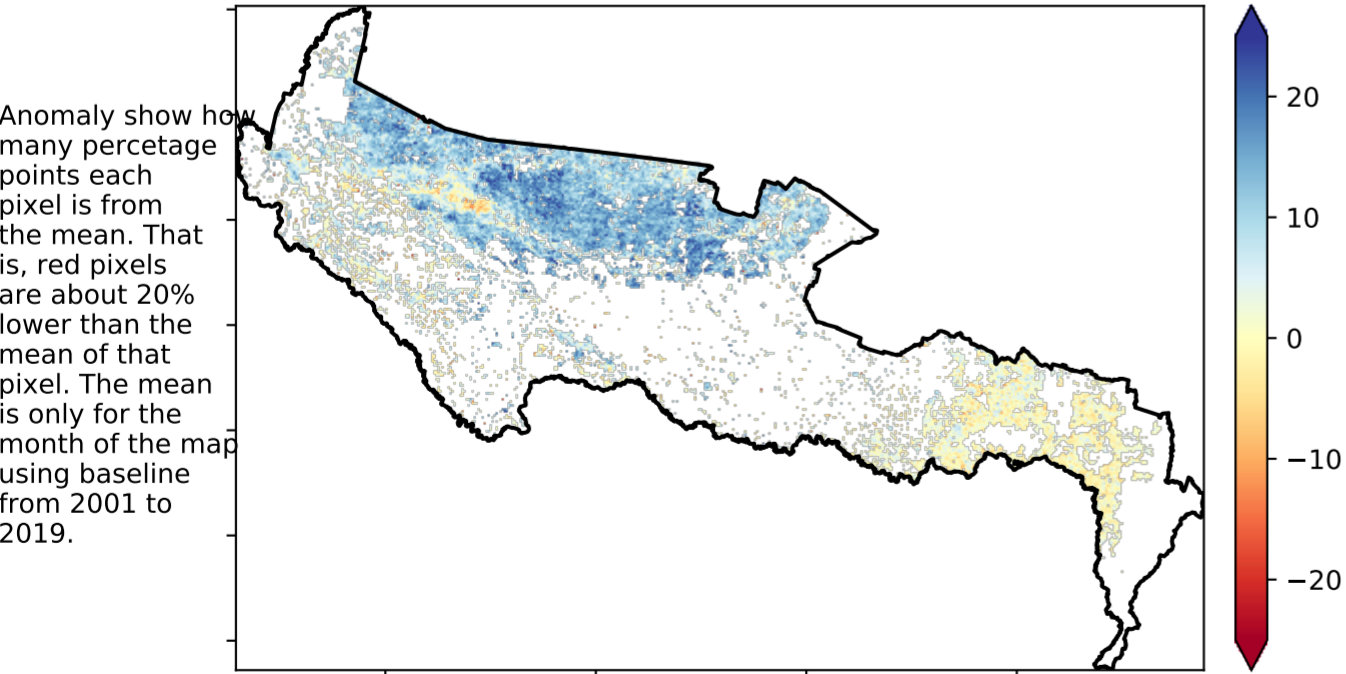 Anomaly show how
many percetage
points each
pixel is from
the mean. That
is, red pixels
are about 20%
lower than the
mean of that
pixel. The mean
is only for the
month of the map
using baseline
from 2001 to
2019.
20
10
0
−10
−20